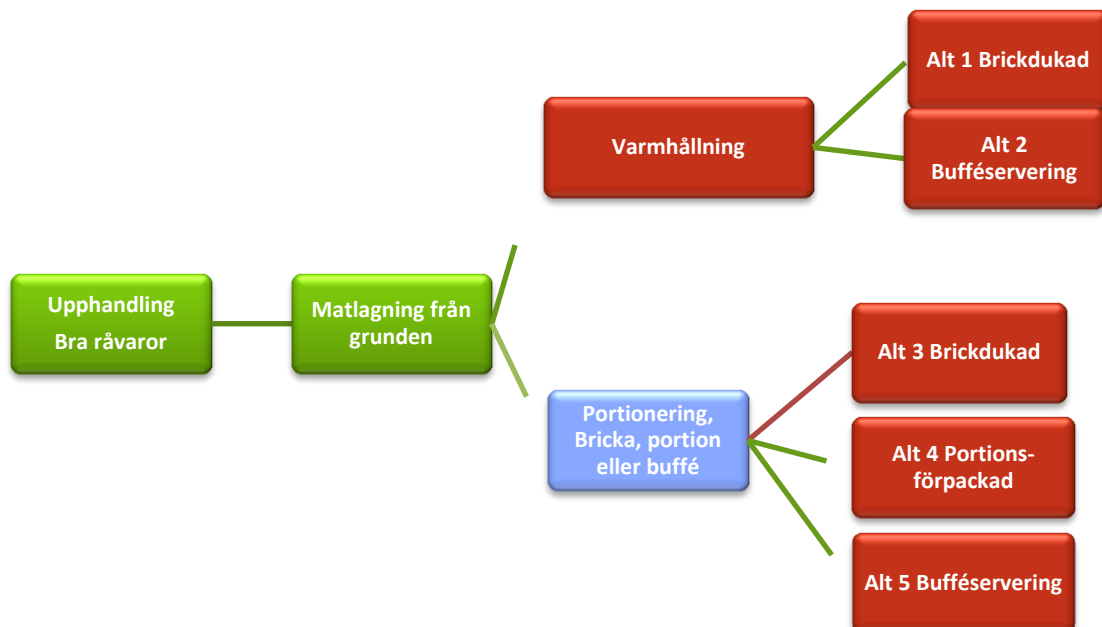 Upphandling
Bra råvaror
Matlagning från
grunden
Varmhållning
Alt 1 Brickdukad
Alt 2
Bufféservering
Portionering,
Bricka, portion
eller buffé
Alt 3 Brickdukad
Alt 4 Portions-
förpackad
Alt 5 Bufféservering